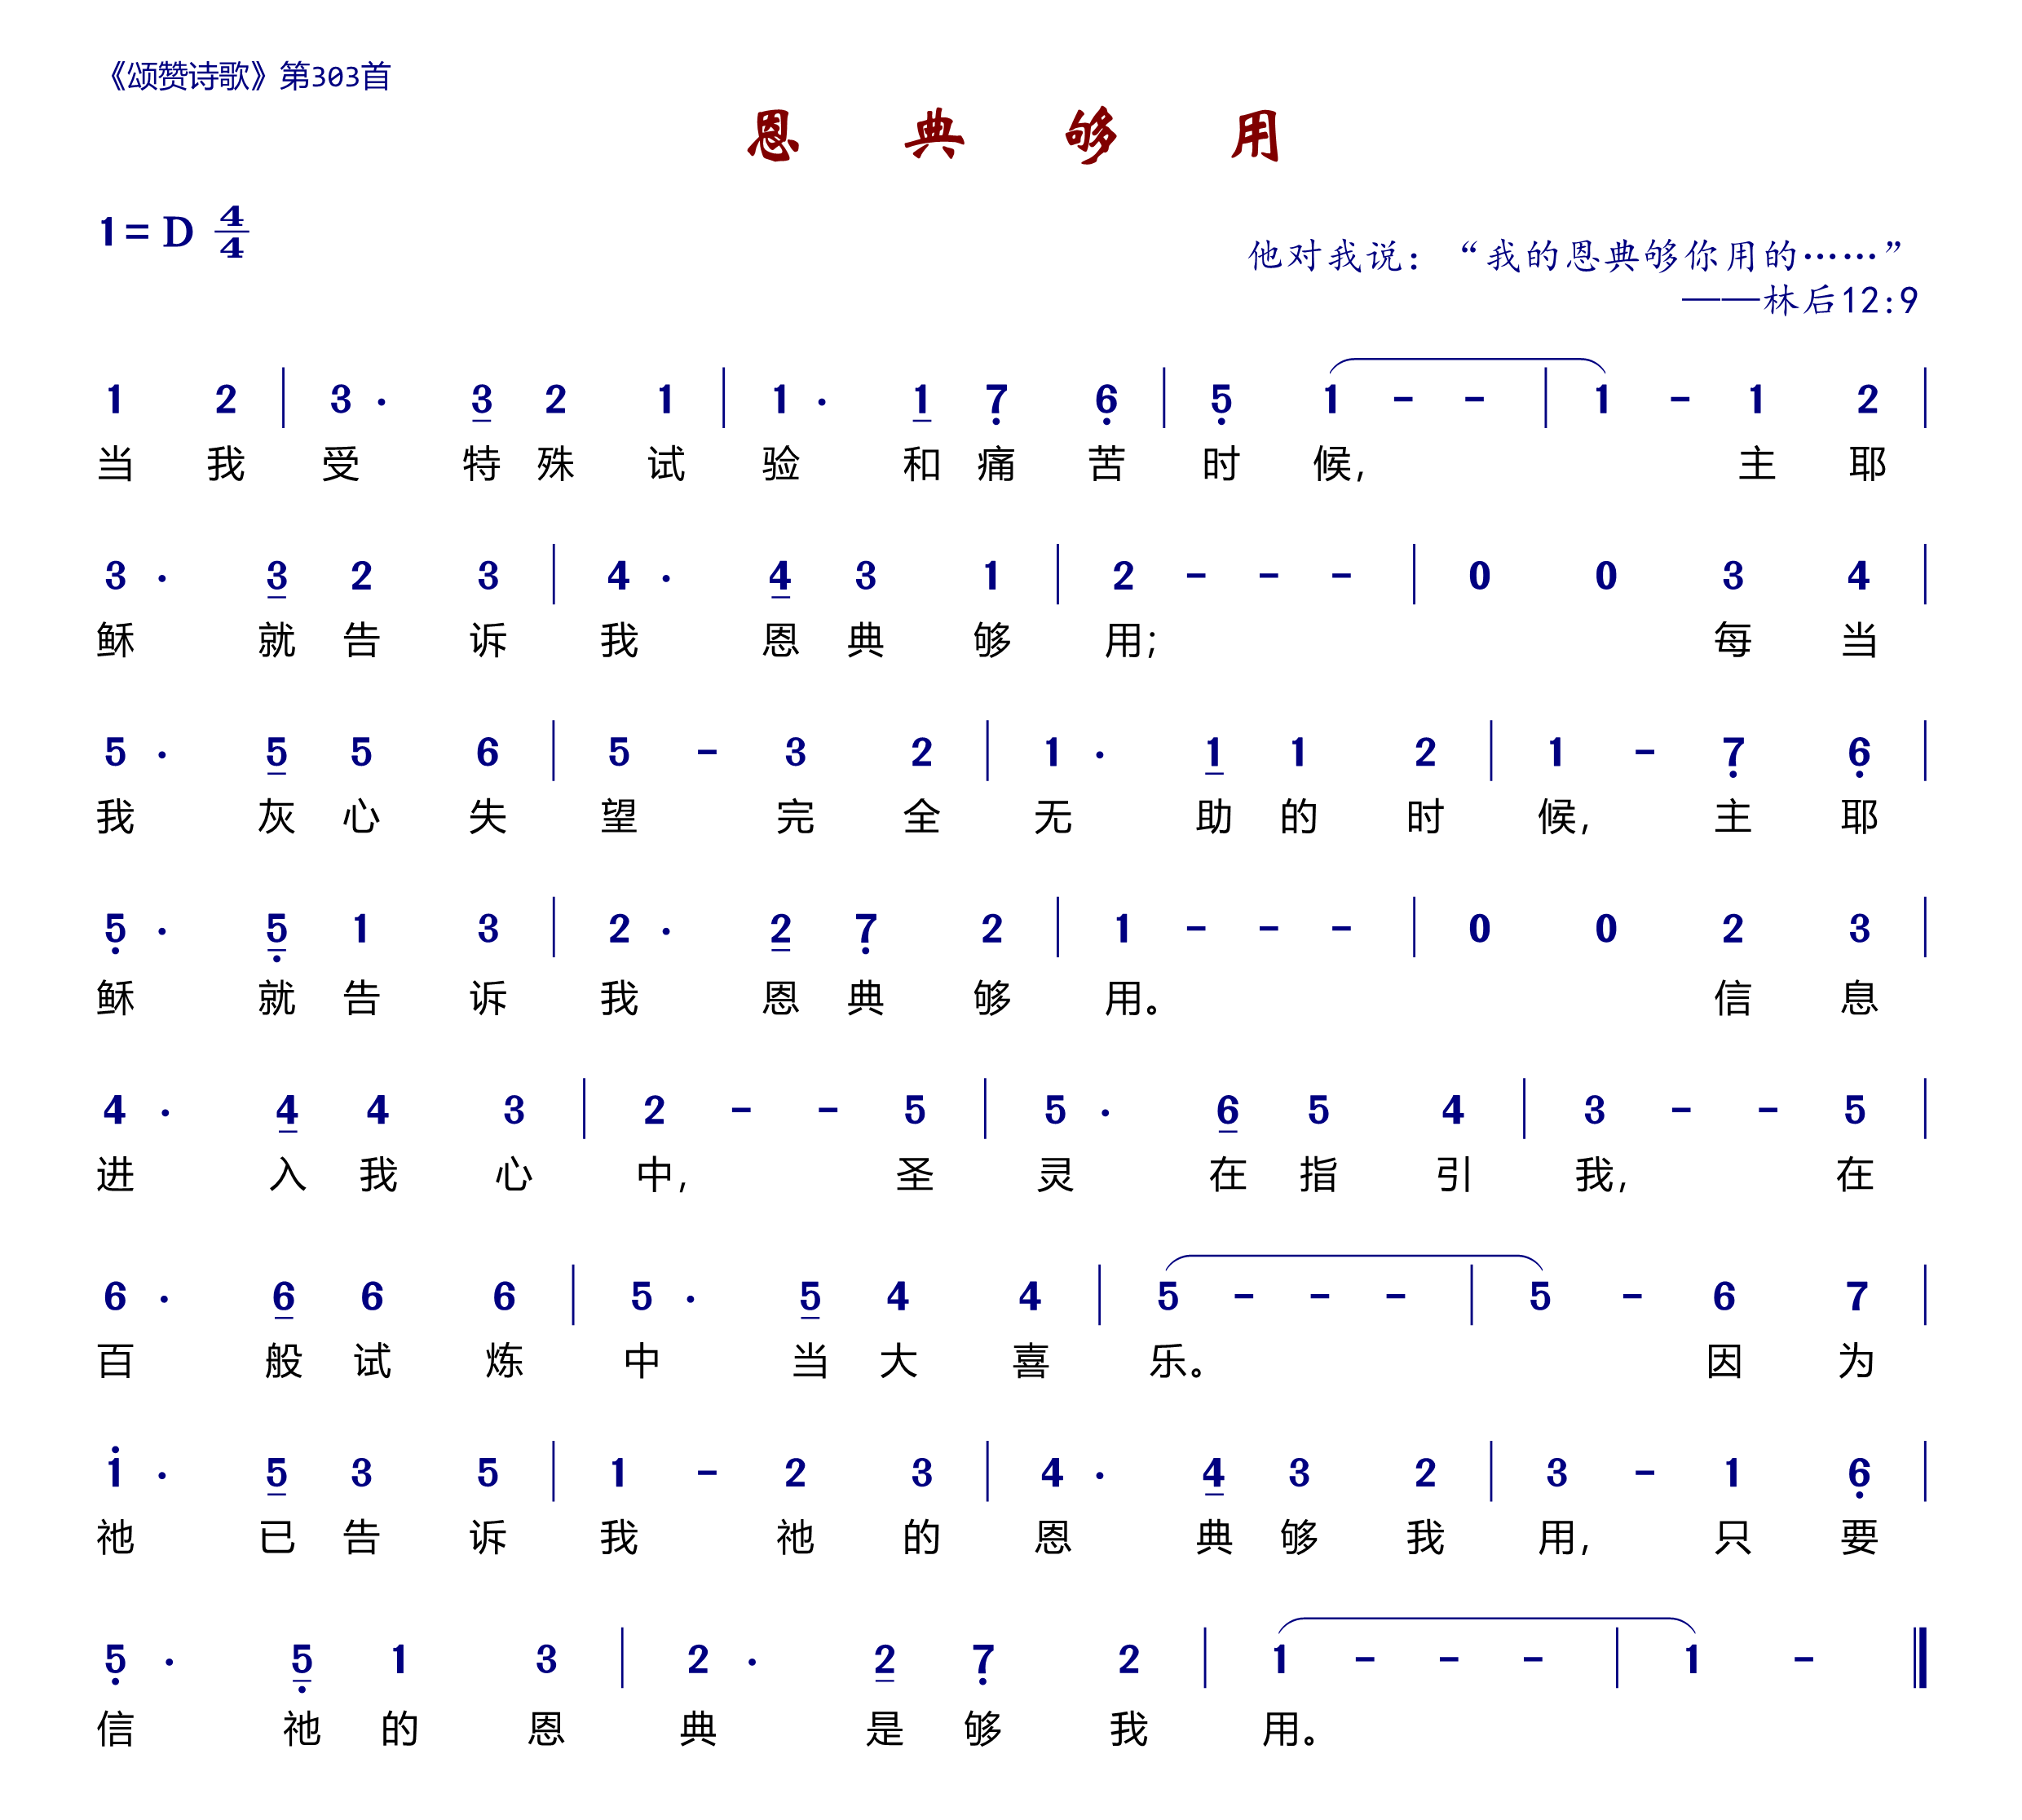 《颂赞诗歌》第303首
恩 典 够 用
1= D 4/4
他对我说：“我的恩典够你用的……”
——林后12:9
1 2 | 3 · 3 2 1 | 1 · 1 7 6 | 5 1 - - | 1 - 1 2 |
当 我 受 特 殊 试 验 和 痛 苦 时 候， 主 耶
3 · 3 2 3 | 4 · 4 3 1 | 2 - - - | 0 0 3 4 |
稣 就 告 诉 我 恩 典 够 用； 每 当
5 · 5 5 6 | 5 - 3 2 | 1 · 1 1 2 | 1 - 7 6 |
我 灰 心 失 望 完 全 无 助 的 时 候， 主 耶
5 · 5 1 3 | 2 · 2 7 2 | 1 - - - | 0 0 2 3 |
稣 就 告 诉 我 恩 典 够 用。 信 息
4 · 4 4 3 | 2 - - 5 | 5 · 6 5 4 | 3 - - 5 |
进 入 我 心 中， 圣 灵 在 指 引 我， 在
6 · 6 6 6 | 5 · 5 4 4 | 5 - - - | 5 - 6 7 |
百 般 试 炼 中 当 大 喜 乐。 因 为
1 · 5 3 5 | 1 - 2 3 | 4 · 4 3 2 | 3 - 1 6 |
祂 已 告 诉 我 祂 的 恩 典 够 我 用， 只 要
5 · 5 1 3 | 2 · 2 7 2 | 1 - - - | 1 - ‖
信 祂 的 恩 典 是 够 我 用。